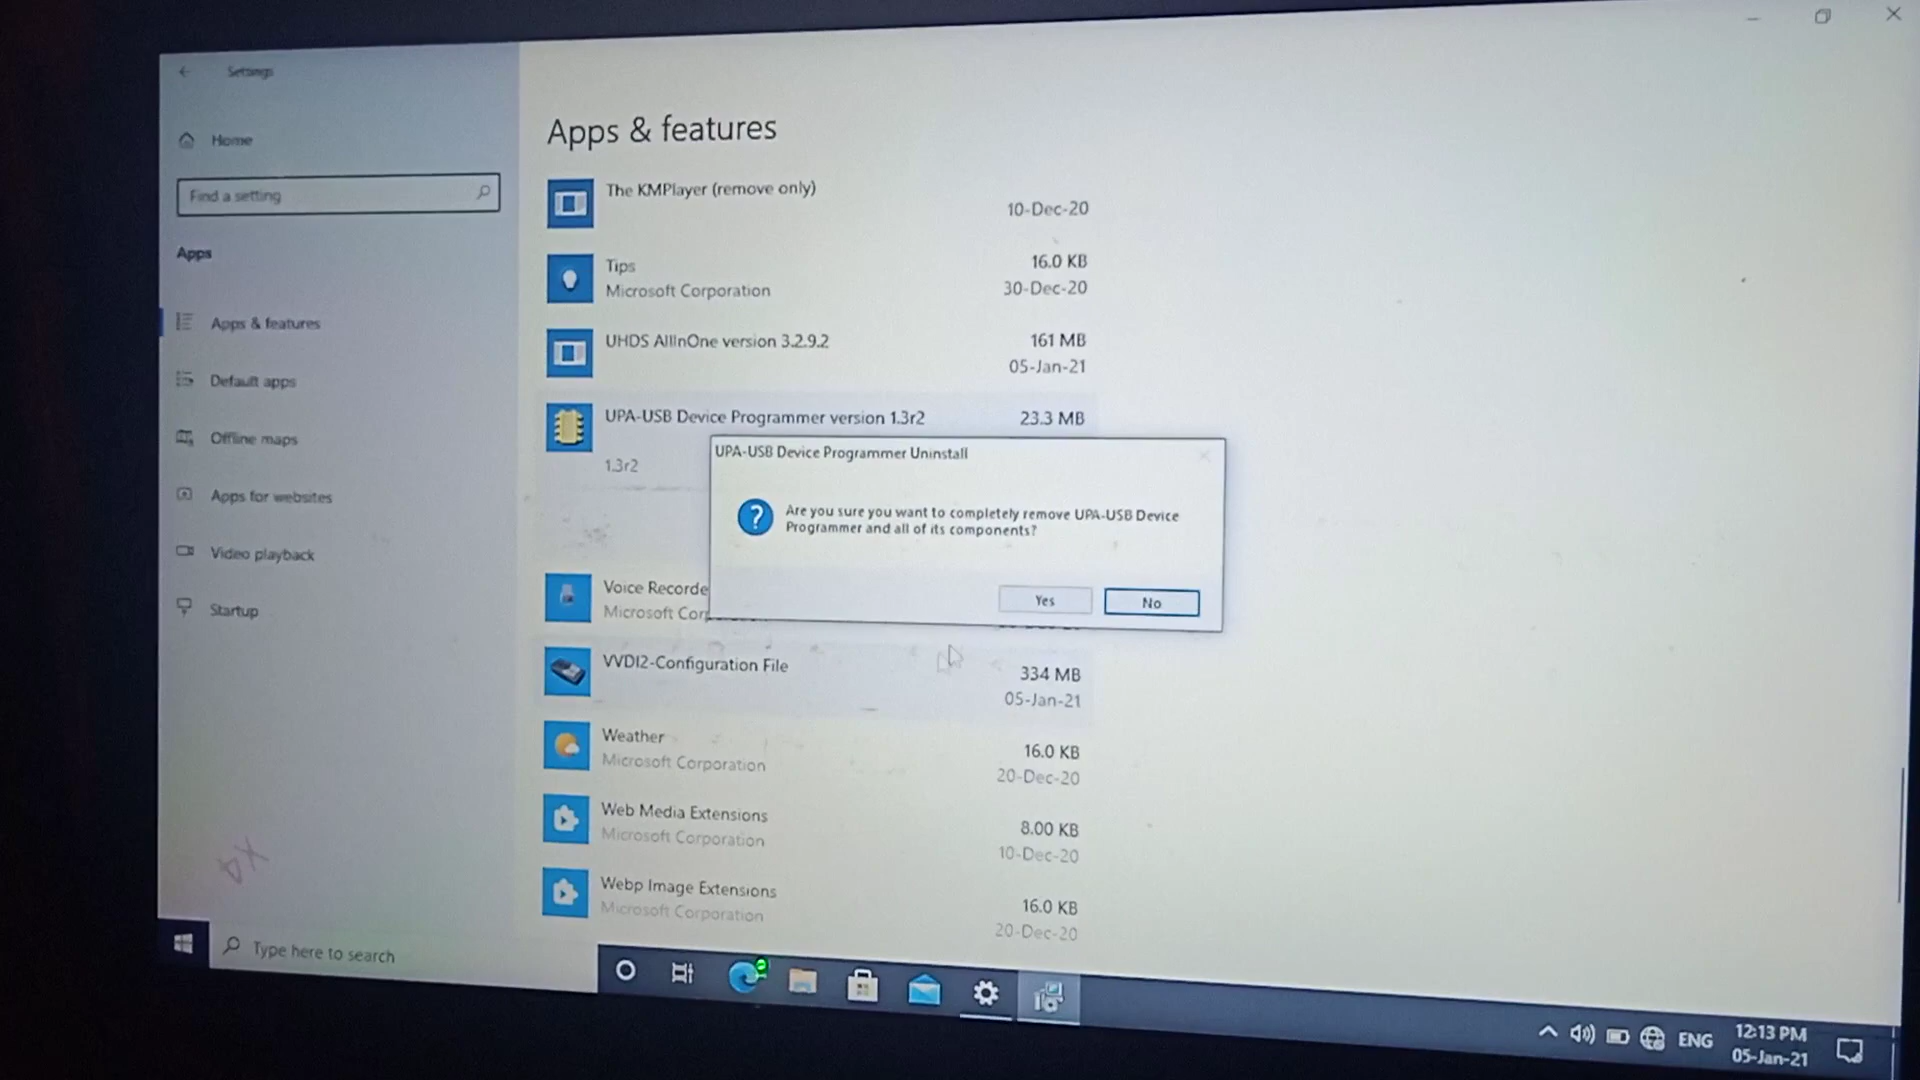 Settings
Home
Find a setting
Apps
Apps & features
Default apps
Offline maps
Apps for websites
Video playback
Startup
Apps & features
The KMPlayer (remove only)
10-Dec-20
Tips
16.0 KB
Microsoft Corporation
30-Dec-20
UHDS AllInOne version 3.2.9.2
161 MB
05-Jan-21
UPA-USB Device Programmer version 1.3r2
23.3 MB
1.3r2
UPA-USB Device Programmer Uninstall
Are you sure you want to completely remove UPA-USB Device
Programmer and all of its components?
Yes
No
Voice Recorde
Microsoft Corp
VVDI2-Configuration File
334 MB
05-Jan-21
Weather
16.0 KB
Microsoft Corporation
20-Dec-20
Web Media Extensions
8.00 KB
Microsoft Corporation
10-Dec-20
Webp Image Extensions
16.0 KB
Microsoft Corporation
20-Dec-20
Type here to search
ENG
12:13 PM
05-Jan-21